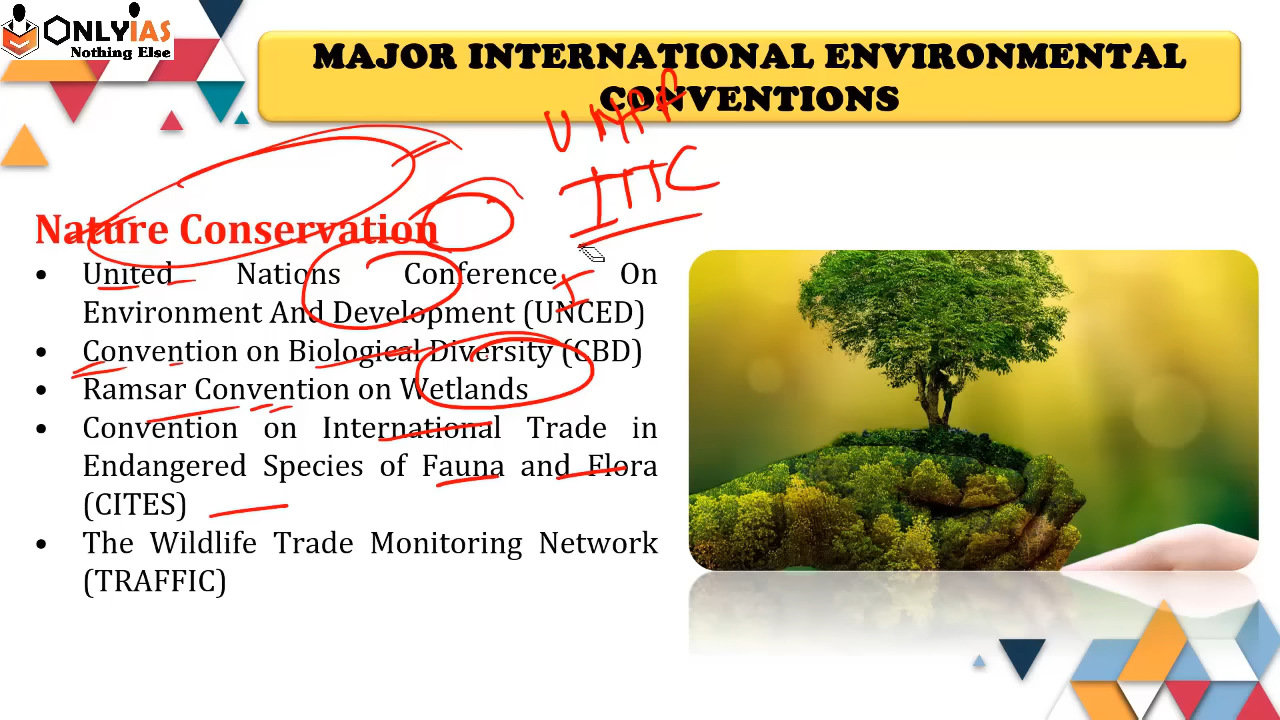 ONLYIAS
Nothing Else
MAJOR INTERNATIONAL ENVIRONMENTAL
CONVENTIONS
Nature Conservation
• United Nations Conference On
Environment And Development (UNCED)
• Convention on Biological Diversity (CBD)
• Ramsar Convention on Wetlands
• Convention on International Trade in
Endangered Species of Fauna and Flora
(CITES)
• The Wildlife Trade Monitoring Network
(TRAFFIC)